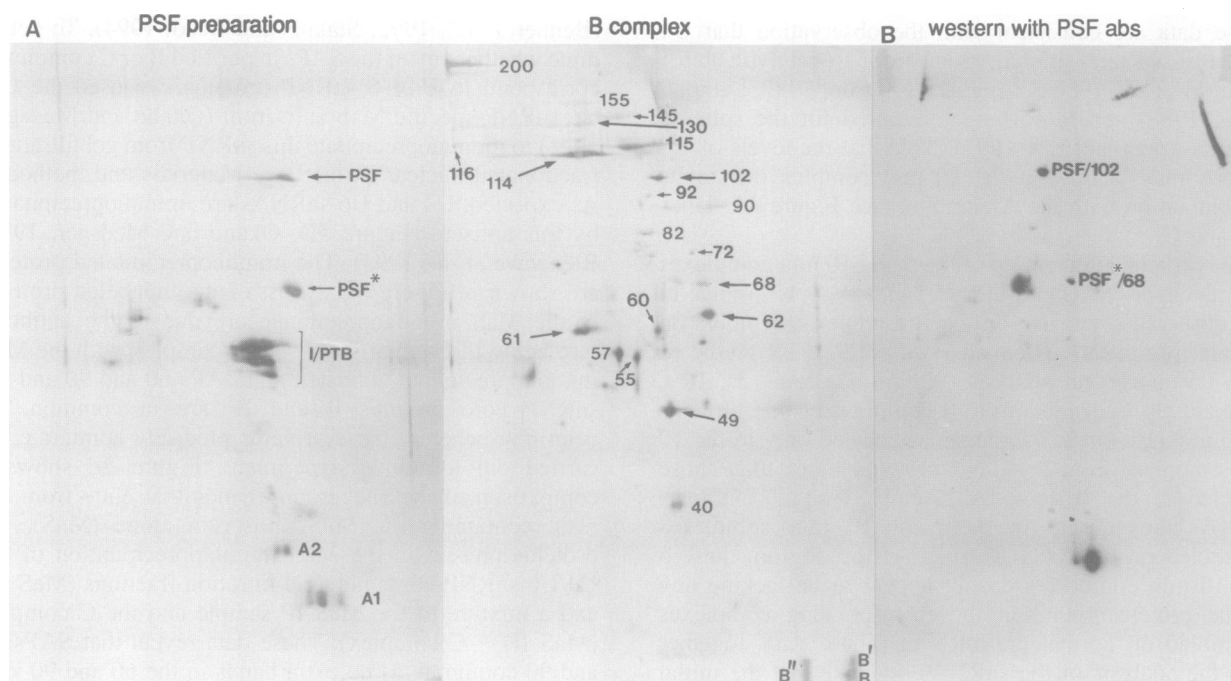 A
PSF preparation
B complex
B
western with PSF abs
200
155
145
130
115
116
114
PSF
102
92
90
82
72
PSF*
68
60
62
61
I/PTB
57
55
49
40
A2
A1
B'
B"
B
PSF/102
PSF*/68